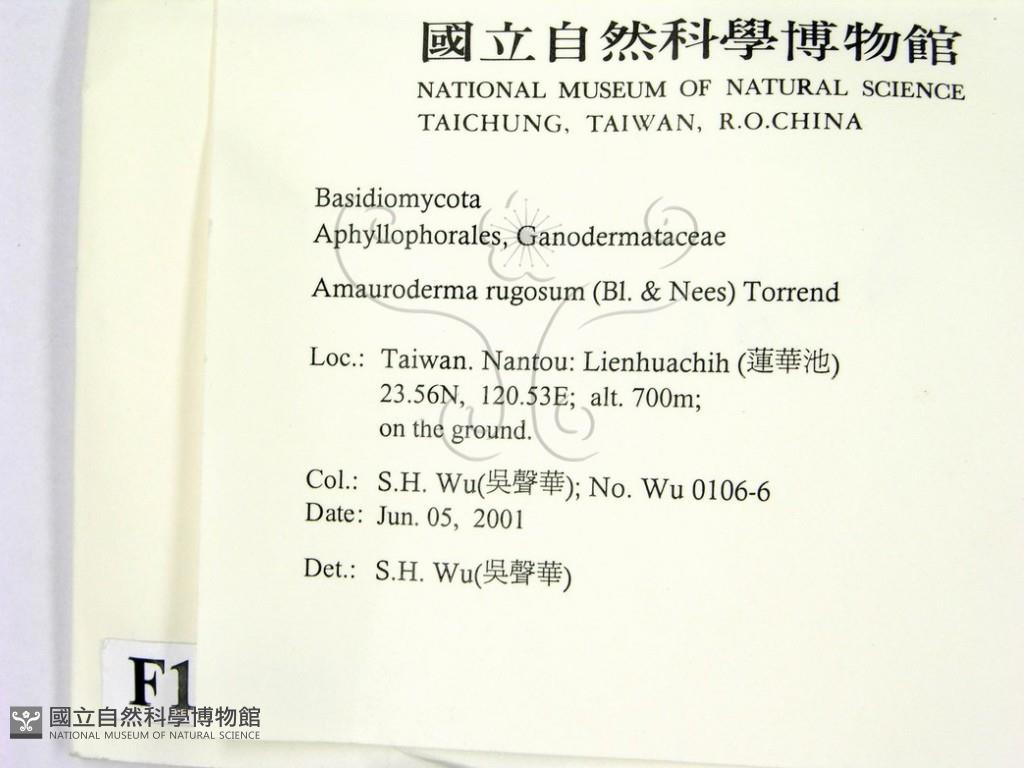 國立自然科學博物館
NATIONAL MUSEUM OF NATURAL SCIENCE
TAICHUNG, TAIWAN, R.O.CHINA
Basidiomycota
Aphyllophorales, Ganodermataceae
Amauroderma rugosum (Bl. & Nees) Torrend
Loc.: Taiwan. Nantou: Lienhuachih (蓮華池)
23.56N, 120.53E; alt. 700m;
on the ground.
Col.: S.H. Wu(吳聲華); No. Wu 0106-6
Date: Jun. 05, 2001
Det.: S.H. Wu(吳聲華)
F1
國立自然科學博物館
NATIONAL MUSEUM OF NATURAL SCIENCE